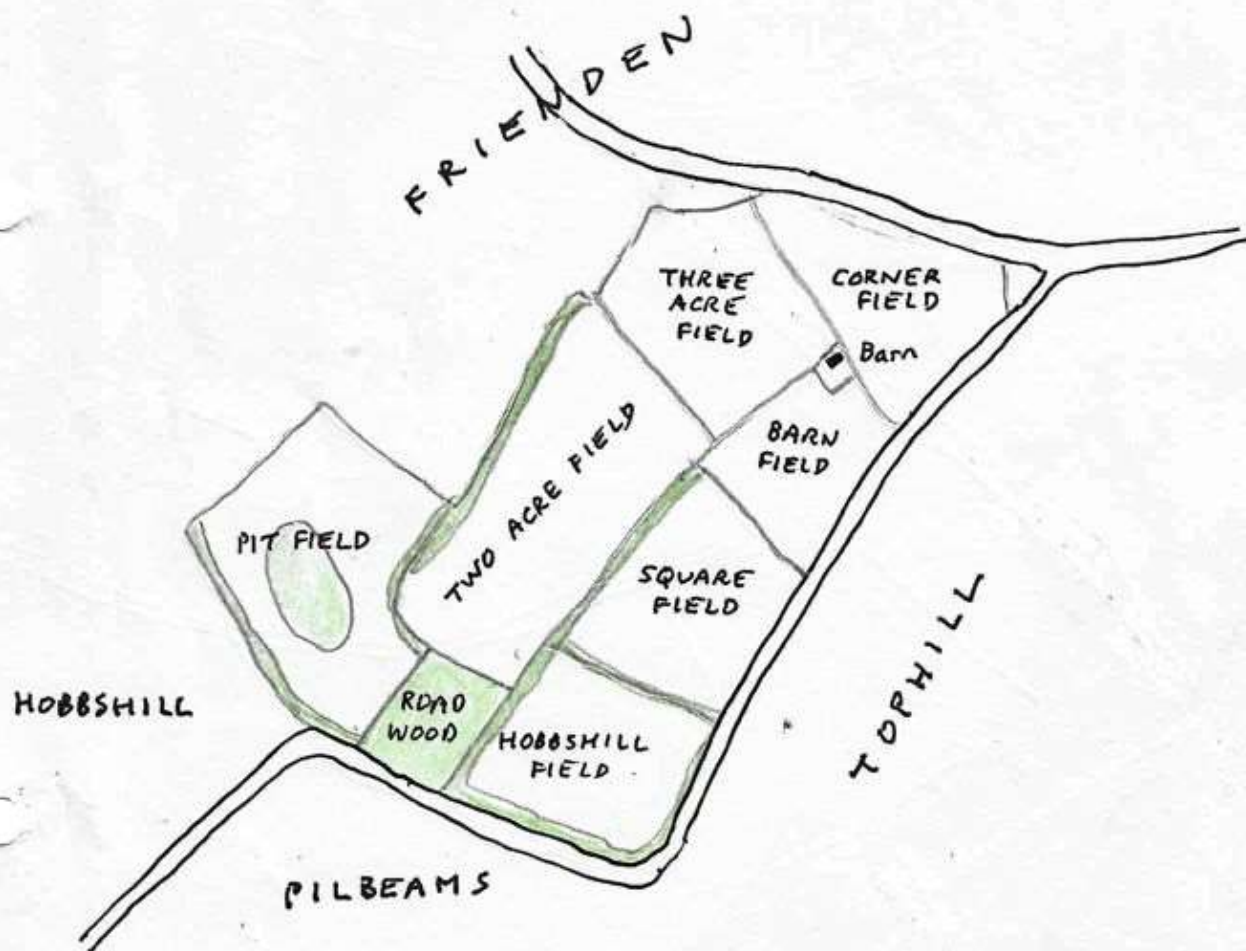 FRIENDEN
THREE
ACRE
FIELD
CORNER
FIELD
Barn
BARN
FIELD
TWO ACRE FIELD
PIT FIELD
SQUARE
FIELD
ROAD
WOOD
HOBBSHILL
HOBBSHILL
FIELD
TOPHILL
PILBEAMS